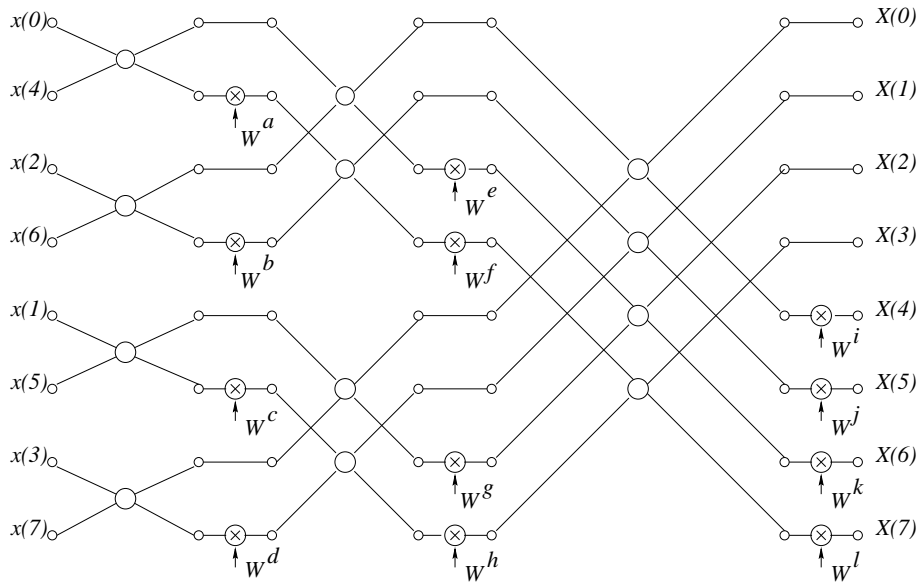 x(0) X(0)
x(4) W^a X(1)
x(2) W^e X(2)
x(6) W^b W^f X(3)
x(1) X(4) W^i
x(5) W^c X(5) W^j
x(3) W^g X(6) W^k
x(7) W^d W^h X(7) W^l